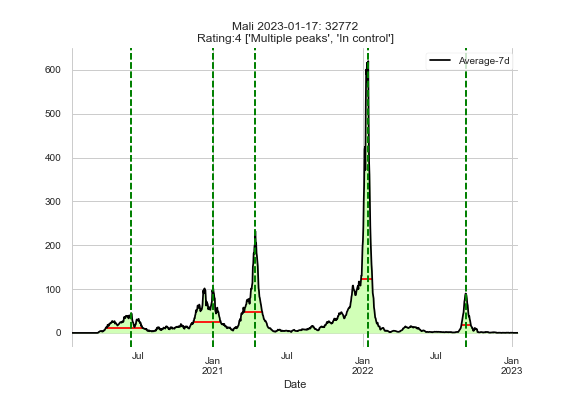 Mali 2023-01-17: 32772
Rating:4 ['Multiple peaks', 'In control']
Average-7d
600
500
400
300
200
100
0
Jul
Jan
2021
Jul
Jan
2022
Jul
Jan
2023
Date